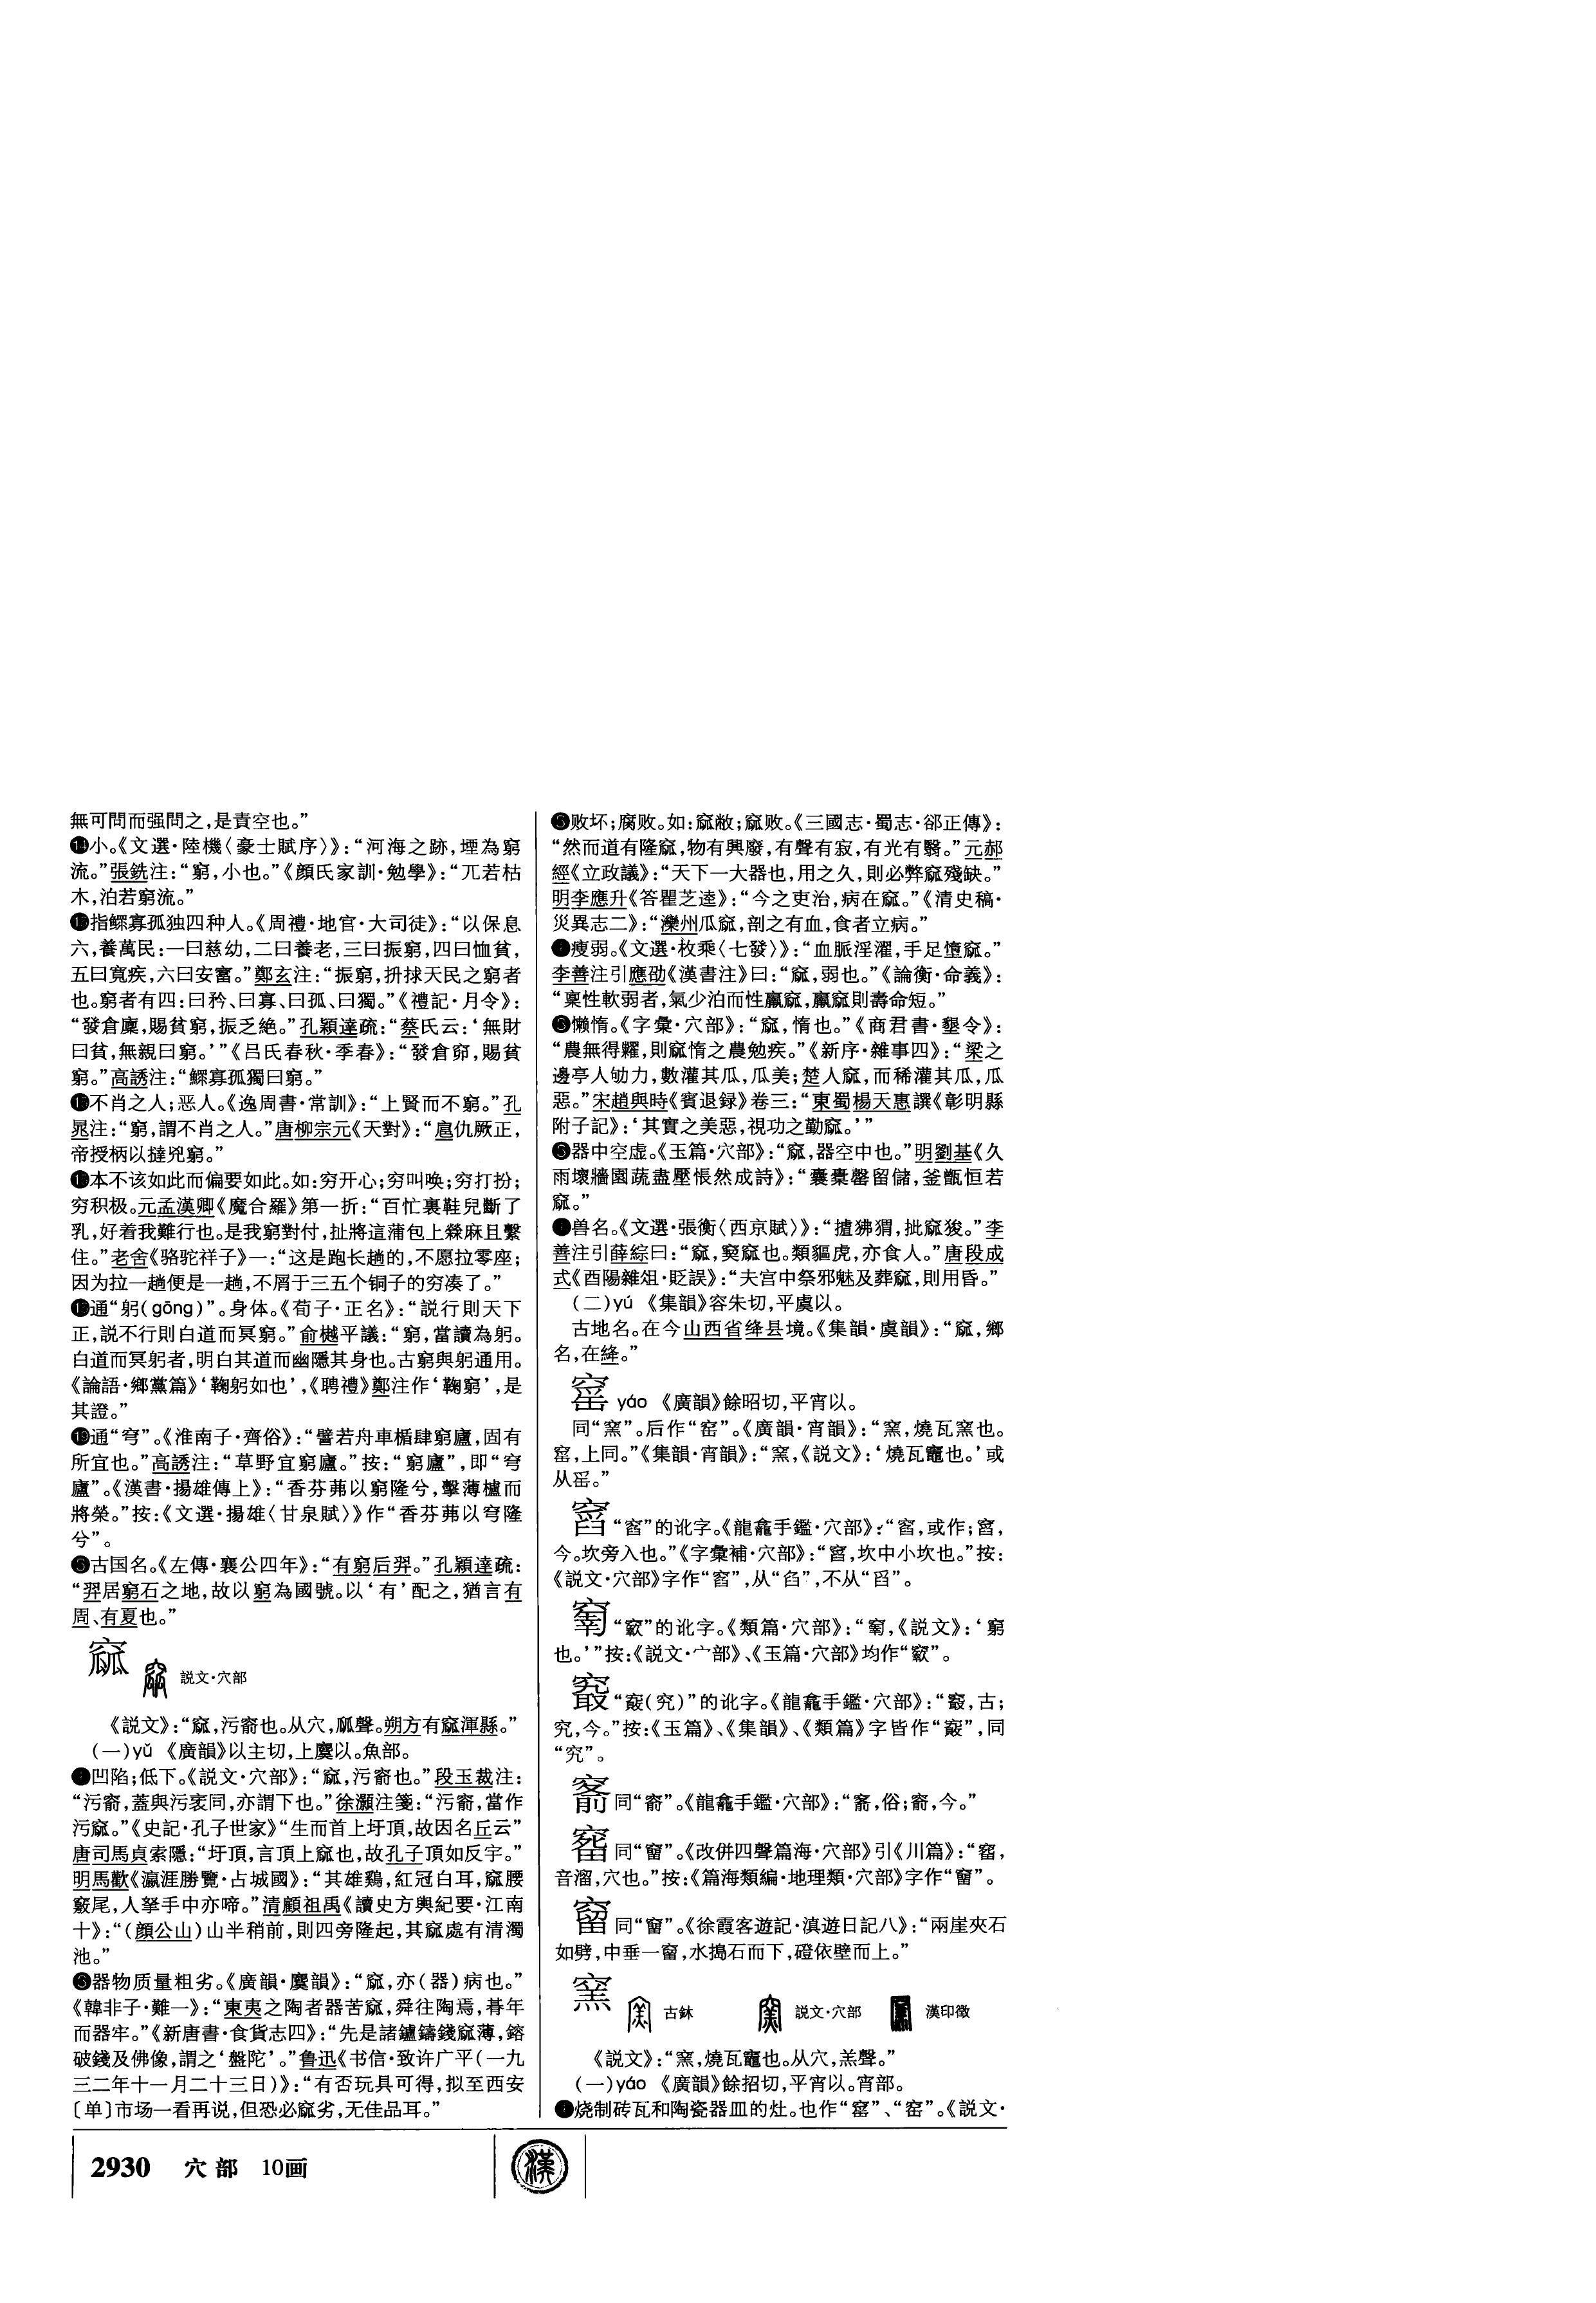 無可問而强問之,是責空也。”
⓮小。《文選·陸機〈豪士賦序〉》:“河海之跡,堙為窮
流。”張銑注:“窮,小也。”《顔氏家訓·勉學》:“兀若枯
木,泊若窮流。”
⓯指鰥寡孤独四种人。《周禮·地官·大司徒》:“以保息
六,養萬民:一曰慈幼,二曰養老,三曰振窮,四曰恤貧,
五曰寬疾,六曰安富。”鄭玄注:“振窮,抍捄天民之窮者
也。窮者有四:曰矜、曰寡、曰孤、曰獨。”《禮記·月令》:
“發倉廩,賜貧窮,振乏絶。”孔穎達疏:“蔡氏云:‘無財
曰貧,無親曰窮。’”《吕氏春秋·季春》:“發倉窌,賜貧
窮。”高誘注:“鰥寡孤獨曰窮。”
⓰不肖之人;恶人。《逸周書·常訓》:“上賢而不窮。”孔
晁注:“窮,謂不肖之人。”唐柳宗元《天對》:“扈仇厥正,
帝授柄以撻兇窮。”
⓱本不该如此而偏要如此。如:穷开心;穷叫唤;穷打扮;
穷积极。元孟漢卿《魔合羅》第一折:“百忙裏鞋兒斷了
乳,好着我難行也。是我窮對付,扯將這蒲包上𦃇麻且繫
住。”老舍《骆驼祥子》一:“这是跑长趟的,不愿拉零座;
因为拉一趟便是一趟,不屑于三五个铜子的穷凑了。”
⓲通“躬(gōng)”。身体。《荀子·正名》:“説行則天下
正,説不行則白道而冥窮。”俞樾平議:“窮,當讀為躬。
白道而冥躬者,明白其道而幽隱其身也。古窮與躬通用。
《論語·鄉黨篇》‘鞠躬如也’,《聘禮》鄭注作‘鞠窮’,是
其證。”
⓳通“穹”。《淮南子·齊俗》:“譬若舟車楯肆窮廬,固有
所宜也。”高誘注:“草野宜窮廬。”按:“窮廬”,即“穹
廬”。《漢書·揚雄傳上》:“香芬茀以窮隆兮,擊薄櫨而
將榮。”按:《文選·揚雄〈甘泉賦〉》作“香芬茀以穹隆
兮”。
⓴古国名。《左傳·襄公四年》:“有窮后羿。”孔穎達疏:
“羿居窮石之地,故以窮為國號。以‘有’配之,猶言有
周、有夏也。”
窳
説文·穴部
《説文》:“窳,污窬也。从穴,㼌聲。朔方有窳渾縣。”
(一)yǔ 《廣韻》以主切,上麌以。魚部。
❶凹陷;低下。《説文·穴部》:“窳,污窬也。”段玉裁注:
“污窬,蓋與污衺同,亦謂下也。”徐灝注箋:“污窬,當作
污窳。”《史記·孔子世家》“生而首上圩頂,故因名丘云”
唐司馬貞索隱:“圩頂,言頂上窳也,故孔子頂如反宇。”
明馬歡《瀛涯勝覽·占城國》:“其雄鷄,紅冠白耳,窳腰
竅尾,人拏手中亦啼。”清顧祖禹《讀史方輿紀要·江南
十》:“(顔公山)山半稍前,則四旁隆起,其窳處有清濁
池。”
❷器物质量粗劣。《廣韻·麌韻》:“窳,亦(器)病也。”
《韓非子·難一》:“東夷之陶者器苦窳,舜往陶焉,朞年
而器牢。”《新唐書·食貨志四》:“先是諸鑪鑄錢窳薄,鎔
破錢及佛像,謂之‘盤陀’。”鲁迅《书信·致许广平(一九
三二年十一月二十三日)》:“有否玩具可得,拟至西安
〔单〕市场一看再说,但恐必窳劣,无佳品耳。”
❸败坏;腐败。如:窳敝;窳败。《三國志·蜀志·郤正傳》:
“然而道有隆窳,物有興廢,有聲有寂,有光有翳。”元郝
經《立政議》:“天下一大器也,用之久,則必弊窳殘缺。”
明李應升《答瞿芝逵》:“今之吏治,病在窳。”《清史稿·
災異志二》:“灤州瓜窳,剖之有血,食者立病。”
❹瘦弱。《文選·枚乘〈七發〉》:“血脈淫濯,手足墮窳。”
李善注引應劭《漢書注》曰:“窳,弱也。”《論衡·命義》:
“稟性軟弱者,氣少泊而性羸窳,羸窳則壽命短。”
❺懒惰。《字彙·穴部》:“窳,惰也。”《商君書·墾令》:
“農無得糶,則窳惰之農勉疾。”《新序·雜事四》:“梁之
邊亭人劬力,數灌其瓜,瓜美;楚人窳,而稀灌其瓜,瓜
惡。”宋趙與時《賓退録》卷三:“東蜀楊天惠譔《彰明縣
附子記》:‘其實之美惡,視功之勤窳。’”
❻器中空虚。《玉篇·穴部》:“窳,器空中也。”明劉基《久
雨壞牆園蔬盡壓悵然成詩》:“囊橐罄留儲,釜甑恒若
窳。”
❼兽名。《文選·張衡〈西京賦〉》:“摣狒猬,批窳狻。”李
善注引薛綜曰:“窳,窫窳也。類貙虎,亦食人。”唐段成
式《酉陽雜俎·貶誤》:“夫宫中祭邪魅及葬窳,則用昏。”
(二)yú 《集韻》容朱切,平虞以。
古地名。在今山西省绛县境。《集韻·虞韻》:“窳,鄉
名,在絳。”
窰 yáo 《廣韻》餘昭切,平宵以。
同“窯”。后作“窑”。《廣韻·宵韻》:“窯,燒瓦窯也。
窰,上同。”《集韻·宵韻》:“窯,《説文》:‘燒瓦竈也。’或
从䍃。”
“窞”的讹字。《龍龕手鑑·穴部》:“窞,或作;窞,
今。坎旁入也。”《字彙補·穴部》:“窞,坎中小坎也。”按:
《説文·穴部》字作“窞”,从“臽”,不从“舀”。
“窾”的讹字。《類篇·穴部》:“《説文》:‘窮
也。’”按:《説文·宀部》、《玉篇·穴部》均作
“(究)”的讹字。《龍龕手鑑·穴部》:古;
究,今。”按:《玉篇》、《集韻》、《類篇》字皆作同
“究”。
同“窬”。《龍龕手鑑·穴部》:俗;窬,今。”
同“窗”。《改併四聲篇海·穴部》引《川篇》:
音溜,穴也。”按:《篇海類編·地理類·穴部》字作
同《徐霞客遊記·滇遊日記八》:“兩崖夾石
如劈,中垂一霤,水搗石而下,磴依壁而上。”
窯
古鉥 説文·穴部 漢印徵
《説文》:“窯,燒瓦竈也。从穴,羔聲。”
(一)yáo 《廣韻》餘招切,平宵以。宵部。
❶烧制砖瓦和陶瓷器皿的灶。也作“窰”、“窑”。《説文·
2930 穴部 10画
漢